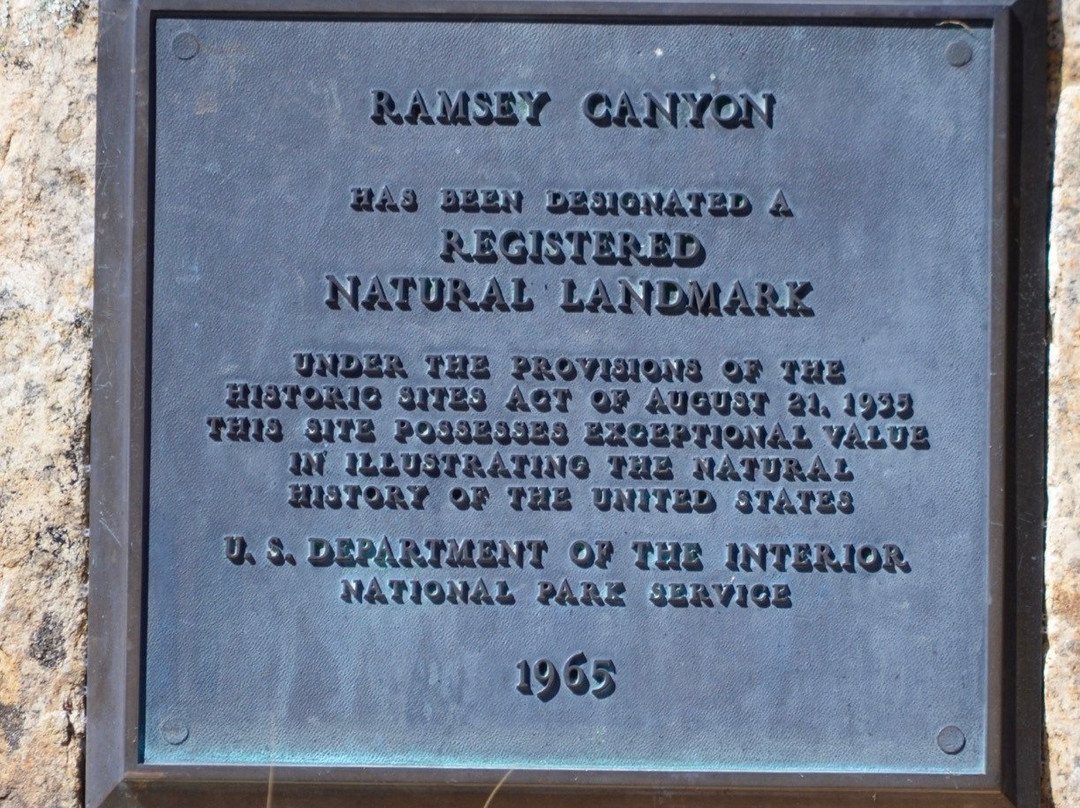 RAMSEY CANYON
HAS BEEN DESIGNATED A
REGISTERED
NATURAL LANDMARK
UNDER THE PROVISIONS OF THE
HISTORIC SITES ACT OF AUGUST 21, 1935
THIS SITE POSSESSES EXCEPTIONAL VALUE
IN ILLUSTRATING THE NATURAL
HISTORY OF THE UNITED STATES
U. S. DEPARTMENT OF THE INTERIOR
NATIONAL PARK SERVICE
1965